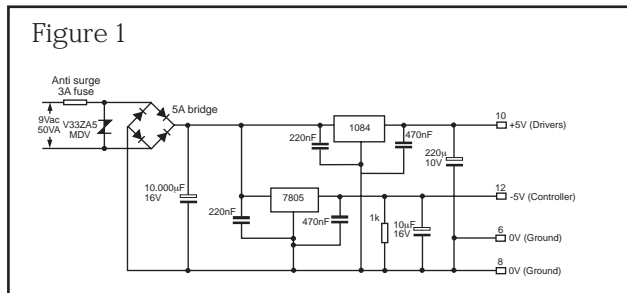 Figure 1
Anti surge
3A fuse
9Vac
50VA
V33ZA5
MDV
5A bridge
10.000µF
16V
220nF
1084
470nF
220µ
10V
10
+5V (Drivers)
220nF
7805
470nF
1k
10µF
16V
12
-5V (Controller)
6
0V (Ground)
8
0V (Ground)